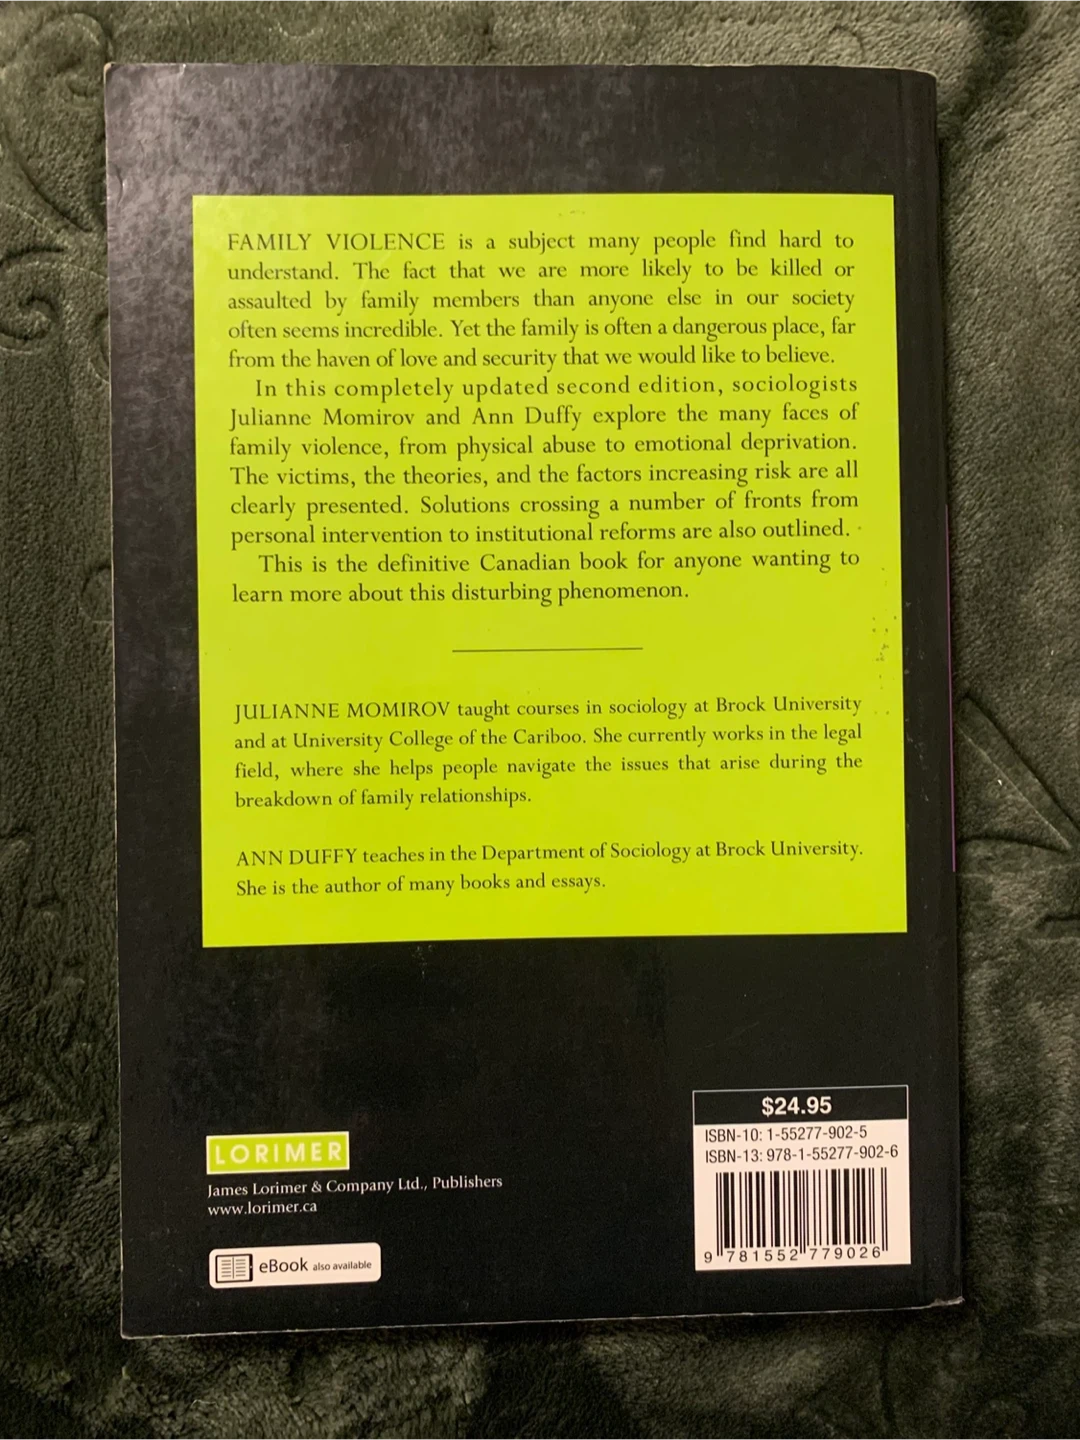 FAMILY VIOLENCE is a subject many people find hard to
understand. The fact that we are more likely to be killed or
assaulted by family members than anyone else in our society
often seems incredible. Yet the family is often a dangerous place, far
from the haven of love and security that we would like to believe.
In this completely updated second edition, sociologists
Julianne Momirov and Ann Duffy explore the many faces of
family violence, from physical abuse to emotional deprivation.
The victims, the theories, and the factors increasing risk are all
clearly presented. Solutions crossing a number of fronts from
personal intervention to institutional reforms are also outlined.
This is the definitive Canadian book for anyone wanting to
learn more about this disturbing phenomenon.
JULIANNE MOMIROV taught courses in sociology at Brock University
and at University College of the Cariboo. She currently works in the legal
field, where she helps people navigate the issues that arise during the
breakdown of family relationships.
ANN DUFFY teaches in the Department of Sociology at Brock University.
She is the author of many books and essays.
LORIMER
James Lorimer & Company Ltd., Publishers
www.lorimer.ca
eBook also available
$24.95
ISBN-10: 1-55277-902-5
ISBN-13: 978-1-55277-902-6
9 781552 779026